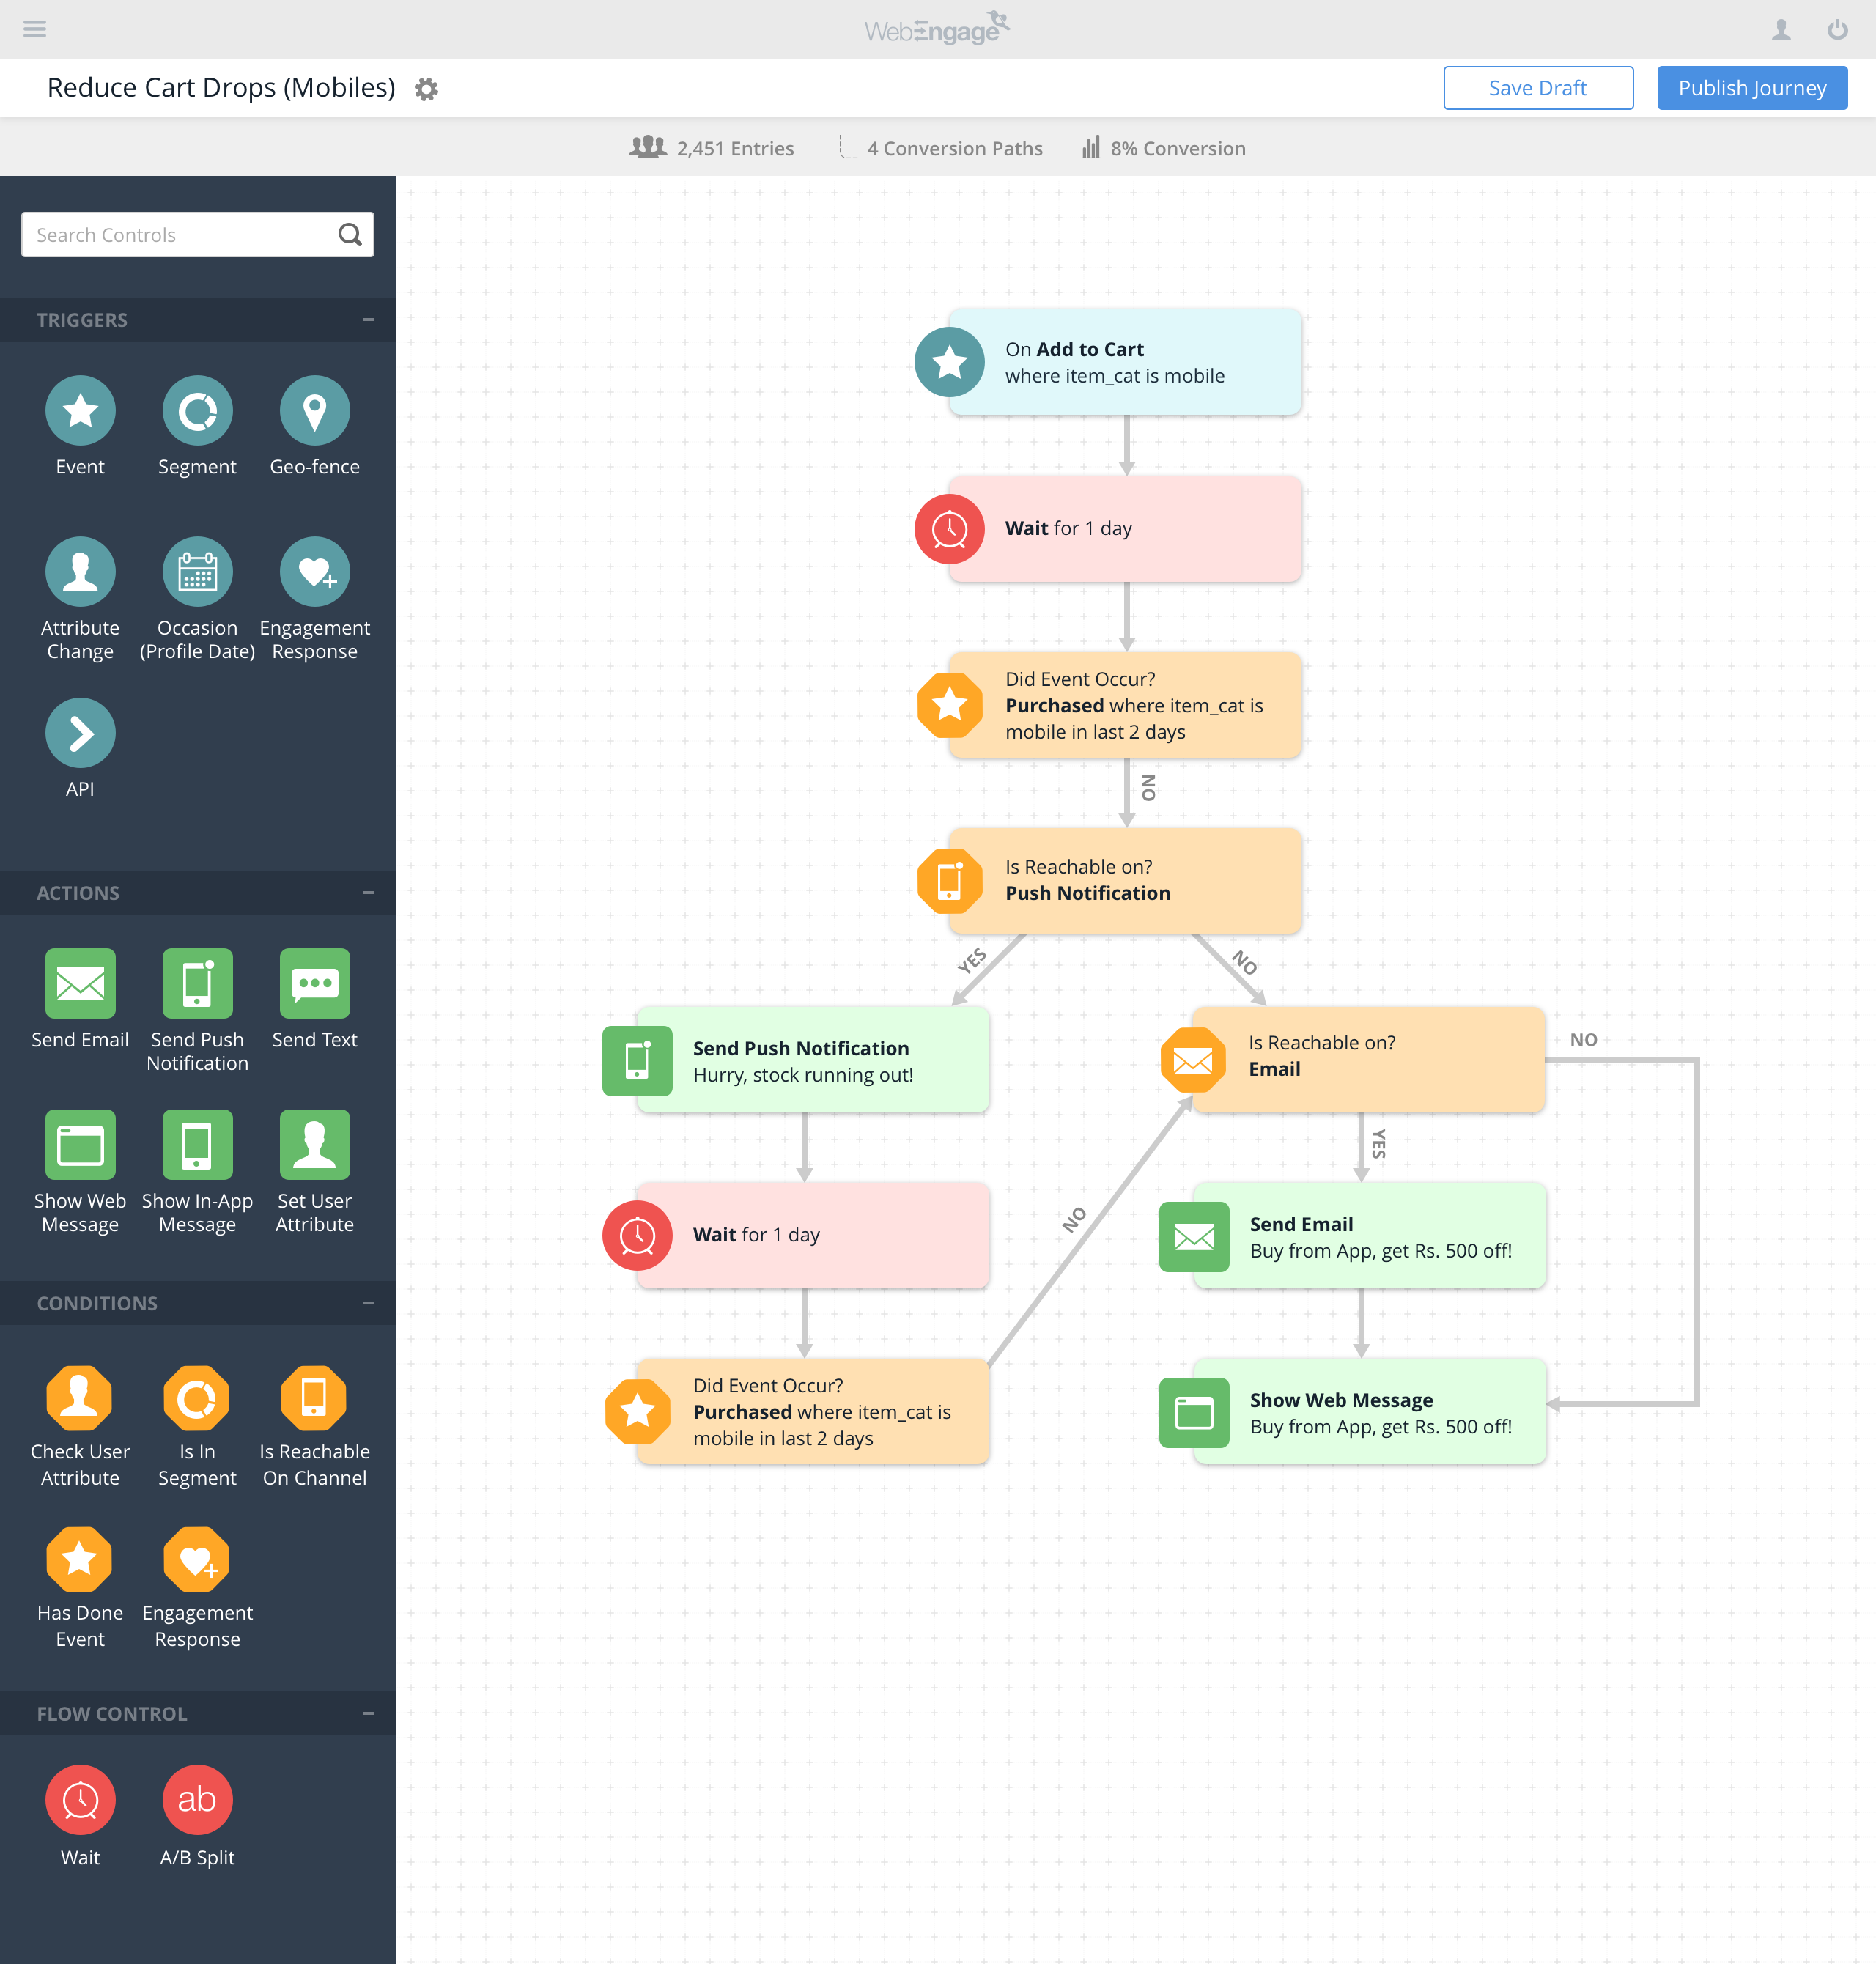 WebEngage
Reduce Cart Drops (Mobiles)
Save Draft
Publish Journey
2,451 Entries
4 Conversion Paths
8% Conversion
Search Controls
TRIGGERS
Event
Segment
Geo-fence
Attribute
Change
Occasion
(Profile Date)
Engagement
Response
API
ACTIONS
Send Email
Send Push
Notification
Send Text
Show Web
Message
Show In-App
Message
Set User
Attribute
CONDITIONS
Check User
Attribute
Is In
Segment
Is Reachable
On Channel
Has Done
Event
Engagement
Response
FLOW CONTROL
Wait
ab
A/B Split
On Add to Cart
where item_cat is mobile
Wait for 1 day
Did Event Occur?
Purchased where item_cat is
mobile in last 2 days
NO
Is Reachable on?
Push Notification
YES
NO
Send Push Notification
Hurry, stock running out!
Wait for 1 day
Did Event Occur?
Purchased where item_cat is
mobile in last 2 days
NO
Is Reachable on?
Email
NO
YES
Send Email
Buy from App, get Rs. 500 off!
Show Web Message
Buy from App, get Rs. 500 off!